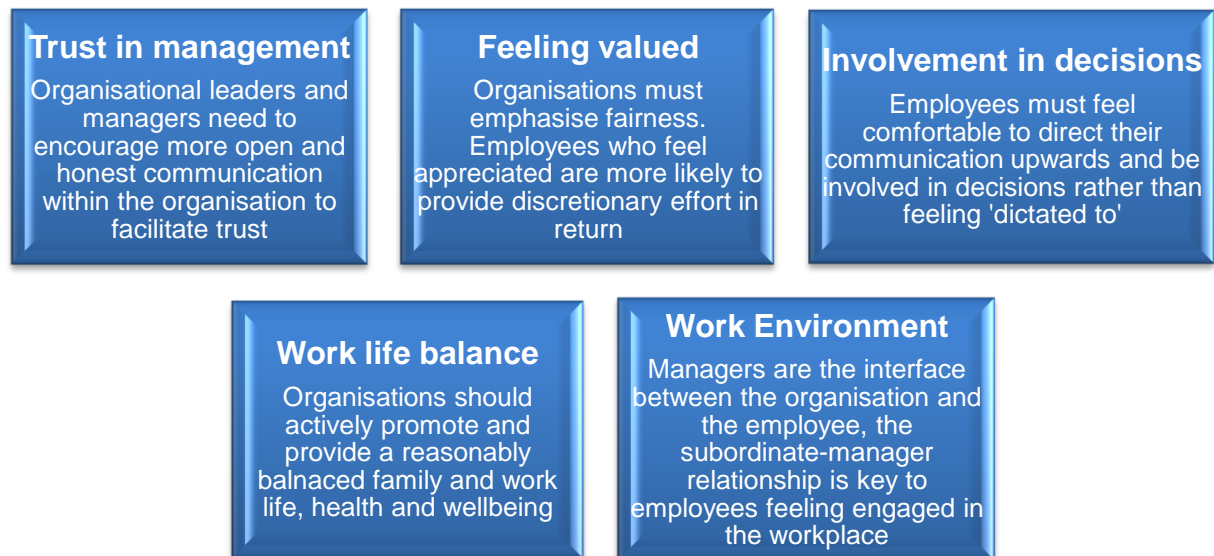 Trust in management
Organisational leaders and
managers need to
encourage more open and
honest communication
within the organisation to
facilitate trust
Feeling valued
Organisations must
emphasise fairness.
Employees who feel
appreciated are more likely to
provide discretionary effort in
return
Involvement in decisions
Employees must feel
comfortable to direct their
communication upwards and be
involved in decisions rather than
feeling 'dictated to'
Work life balance
Organisations should
actively promote and
provide a reasonably
balnaced family and work
life, health and wellbeing
Work Environment
Managers are the interface
between the organisation and
the employee, the
subordinate-manager
relationship is key to
employees feeling engaged in
the workplace